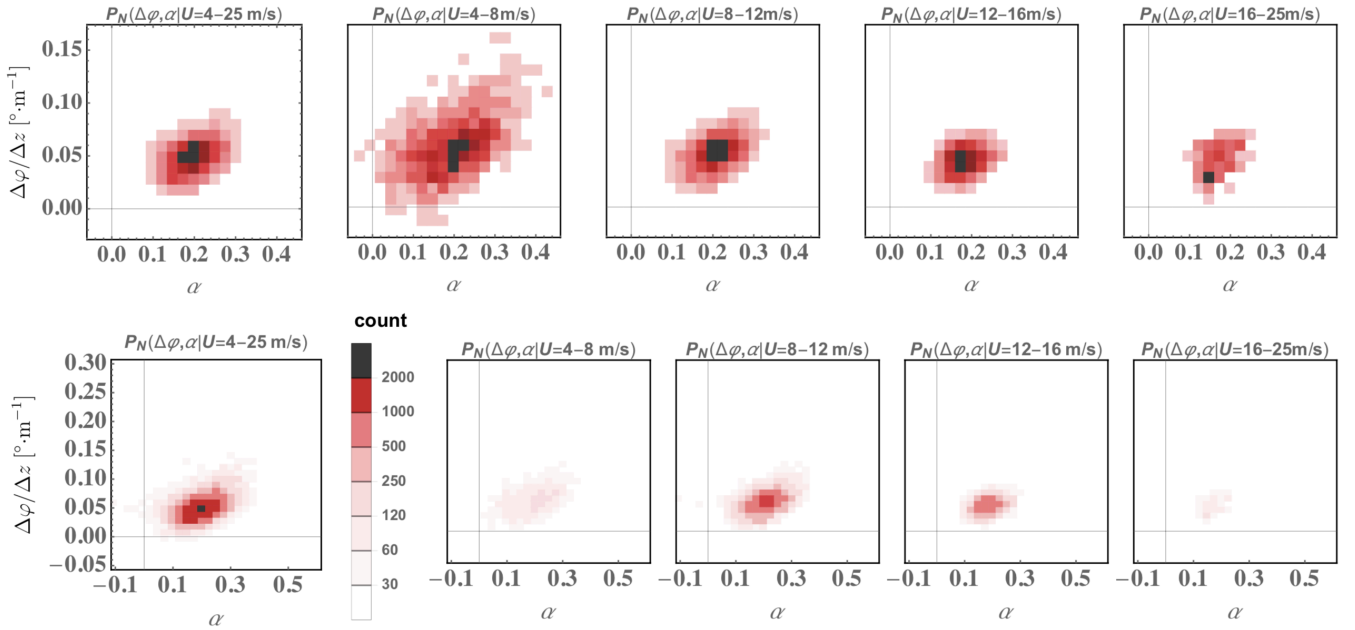 P_N(Δφ,α|U=4−25 m/s) P_N(Δφ,α|U=4−8m/s) P_N(Δφ,α|U=8−12m/s) P_N(Δφ,α|U=12−16m/s) P_N(Δφ,α|U=16−25m/s)
Δφ/Δz [°·m⁻¹]
0.15
0.10
0.05
0.00
0.0 0.1 0.2 0.3 0.4 0.0 0.1 0.2 0.3 0.4 0.0 0.1 0.2 0.3 0.4 0.0 0.1 0.2 0.3 0.4 0.0 0.1 0.2 0.3 0.4
α α α α α
count
P_N(Δφ,α|U=4−25 m/s) P_N(Δφ,α|U=4−8 m/s) P_N(Δφ,α|U=8−12 m/s) P_N(Δφ,α|U=12−16 m/s) P_N(Δφ,α|U=16−25m/s)
Δφ/Δz [°·m⁻¹]
0.30
0.25
0.20
0.15
0.10
0.05
0.00
−0.05
2000
1000
500
250
120
60
30
−0.1 0.1 0.3 0.5 −0.1 0.1 0.3 0.5 −0.1 0.1 0.3 0.5 −0.1 0.1 0.3 0.5 −0.1 0.1 0.3 0.5
α α α α α